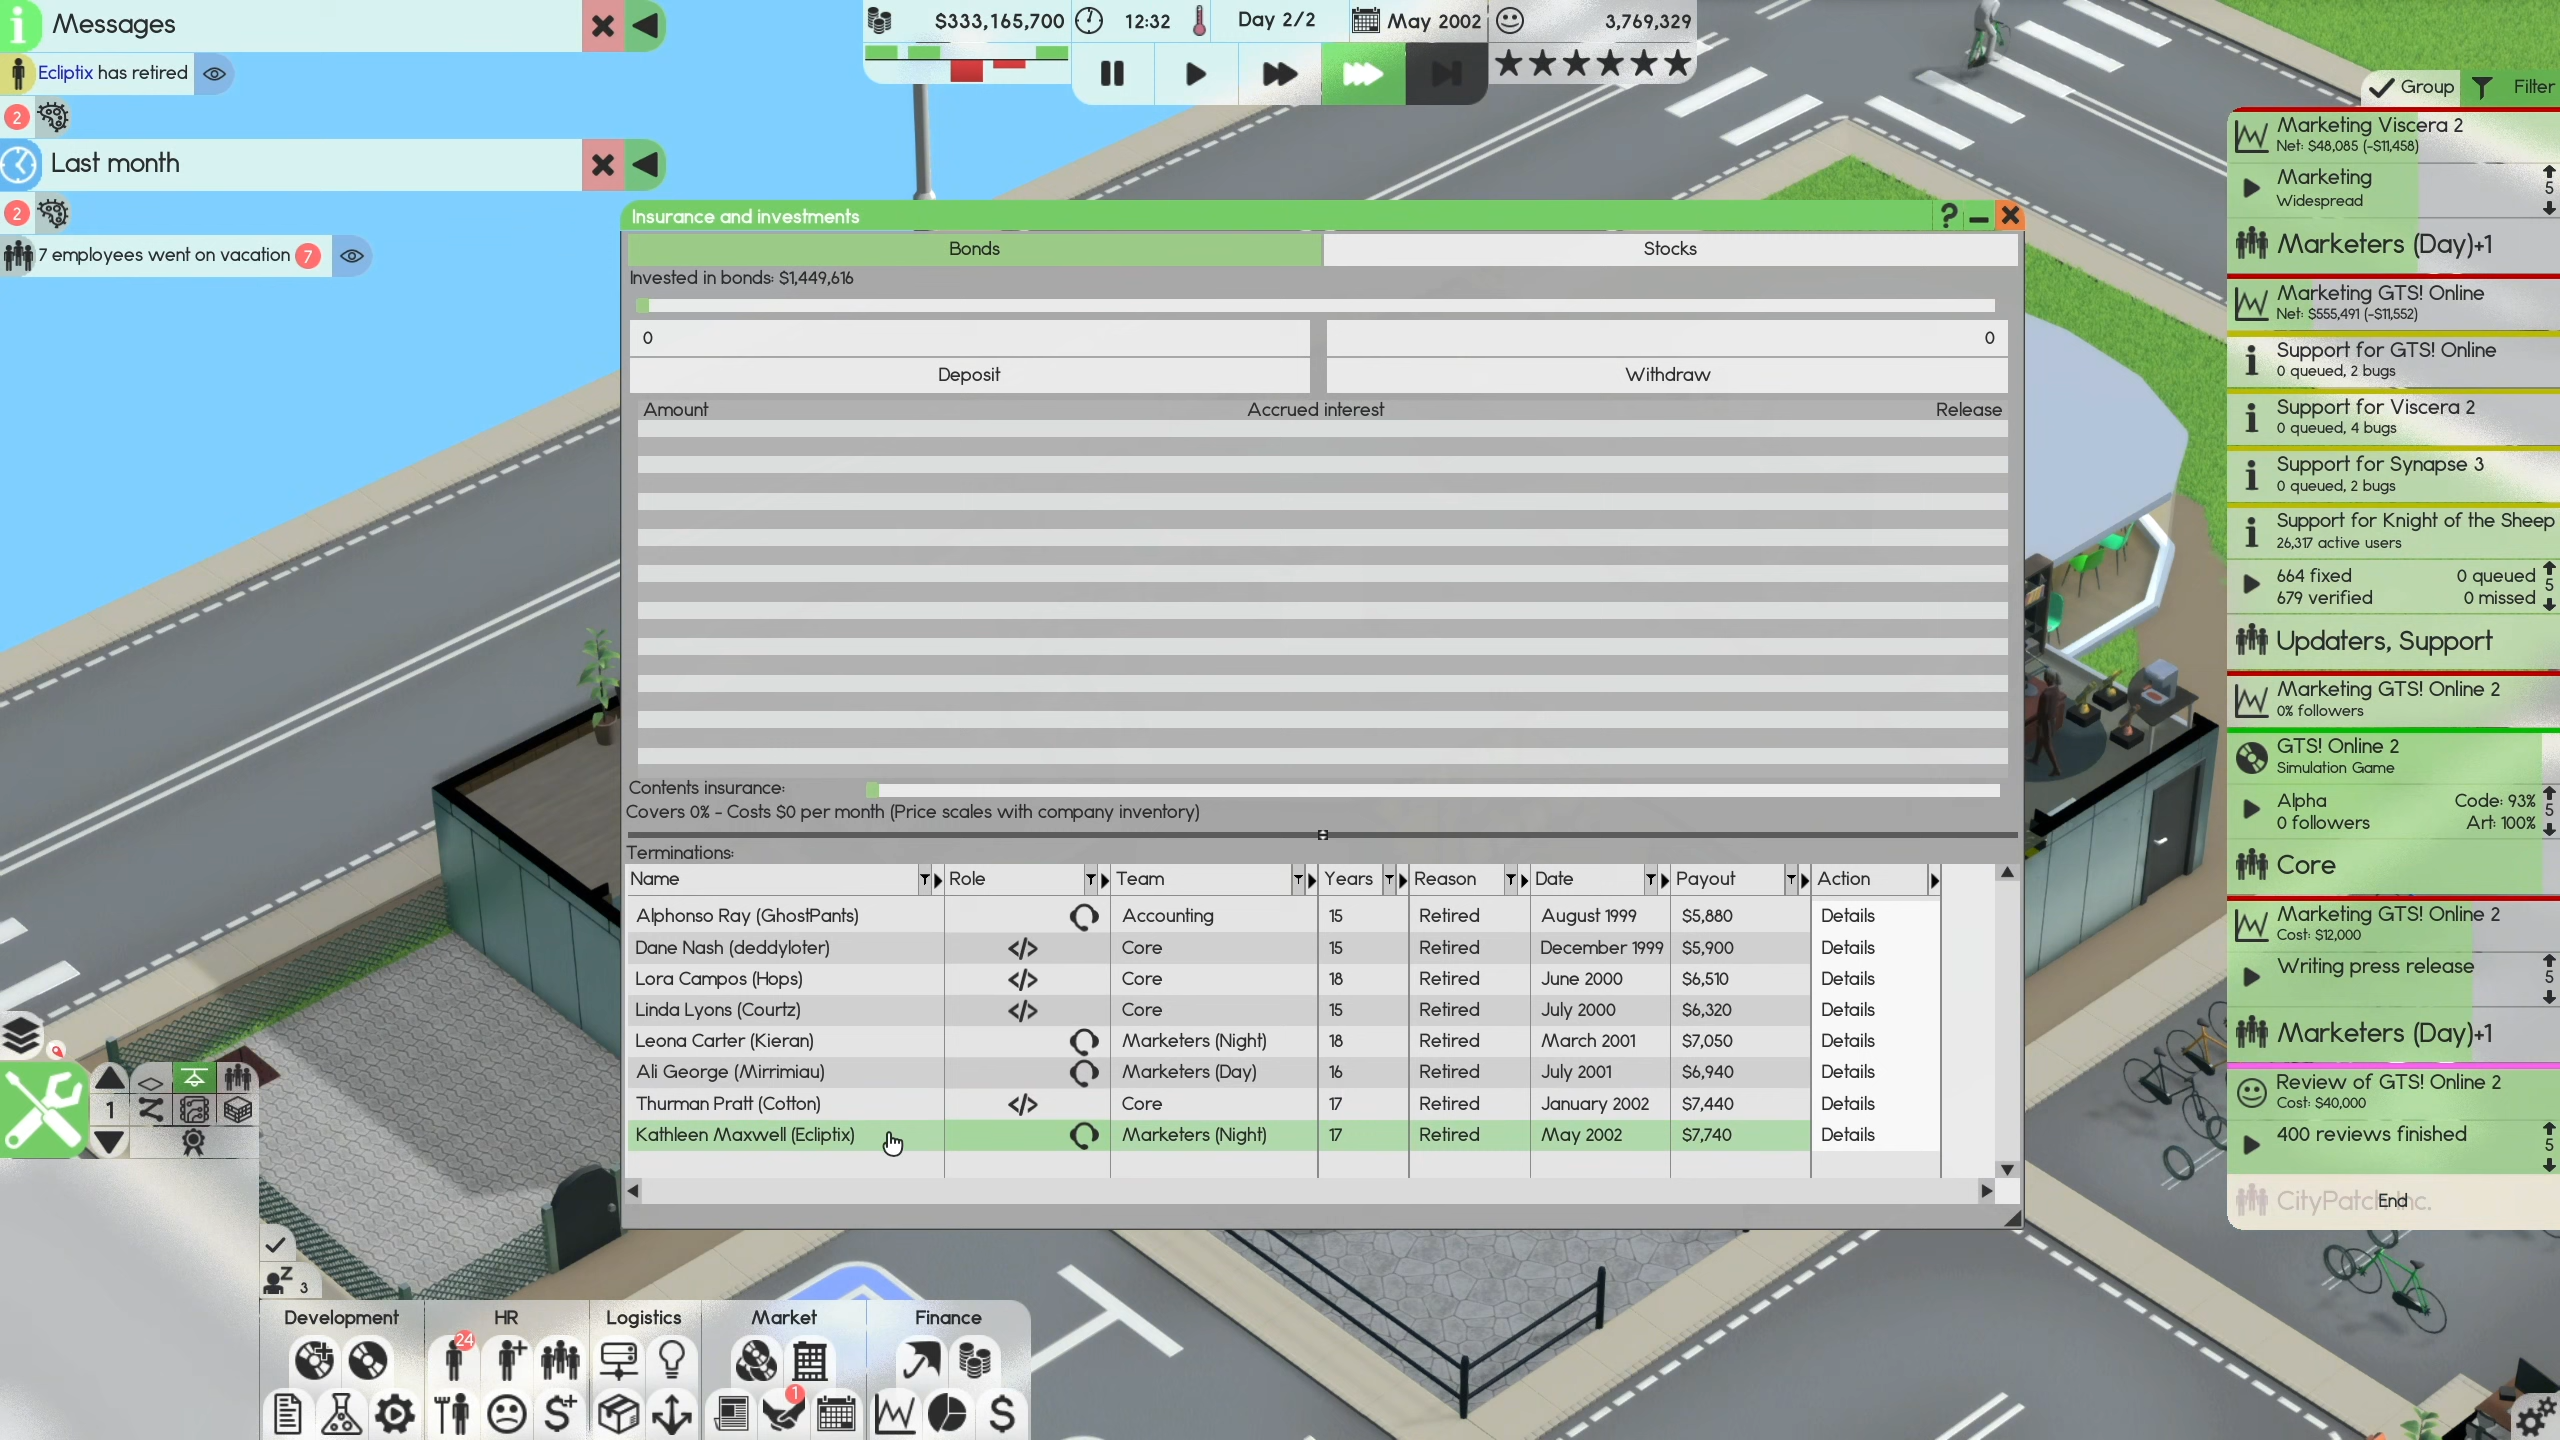 Messages
Ecliptix has retired
2
Last month
2
7 employees went on vacation 7
$333,165,700 12:32 Day 2/2 May 2002 3,769,329
Insurance and investments
?
Bonds Stocks
Invested in bonds: $1,449,616
0 0
Deposit Withdraw
Amount Accrued interest Release
Contents insurance:
Covers 0% - Costs $0 per month (Price scales with company inventory)
Terminations:
Name Role Team Years Reason Date Payout Action
Alphonso Ray (GhostPants) Accounting 15 Retired August 1999 $5,880 Details
Dane Nash (deddyloter) </> Core 15 Retired December 1999 $5,900 Details
Lora Campos (Hops) </> Core 18 Retired June 2000 $6,510 Details
Linda Lyons (Courtz) </> Core 15 Retired July 2000 $6,320 Details
Leona Carter (Kieran) Marketers (Night) 18 Retired March 2001 $7,050 Details
Ali George (Mirrimiau) Marketers (Day) 16 Retired July 2001 $6,940 Details
Thurman Pratt (Cotton) </> Core 17 Retired January 2002 $7,440 Details
Kathleen Maxwell (Ecliptix) Marketers (Night) 17 Retired May 2002 $7,740 Details
Group Filter
Marketing Viscera 2
Net: $48,085 (-$11,458)
Marketing
Widespread
5
Marketers (Day)+1
Marketing GTS! Online
Net: $555,491 (-$11,552)
Support for GTS! Online
0 queued, 2 bugs
Support for Viscera 2
0 queued, 4 bugs
Support for Synapse 3
0 queued, 2 bugs
Support for Knight of the Sheep
26,317 active users
664 fixed 0 queued
679 verified 0 missed
5
Updaters, Support
Marketing GTS! Online 2
0% followers
GTS! Online 2
Simulation Game
Alpha Code: 93%
0 followers Art: 100%
5
Core
Marketing GTS! Online 2
Cost: $12,000
Writing press release
5
Marketers (Day)+1
Review of GTS! Online 2
Cost: $40,000
400 reviews finished
5
CityPatch Inc.
End
1
3
Development HR Logistics Market Finance
24
1